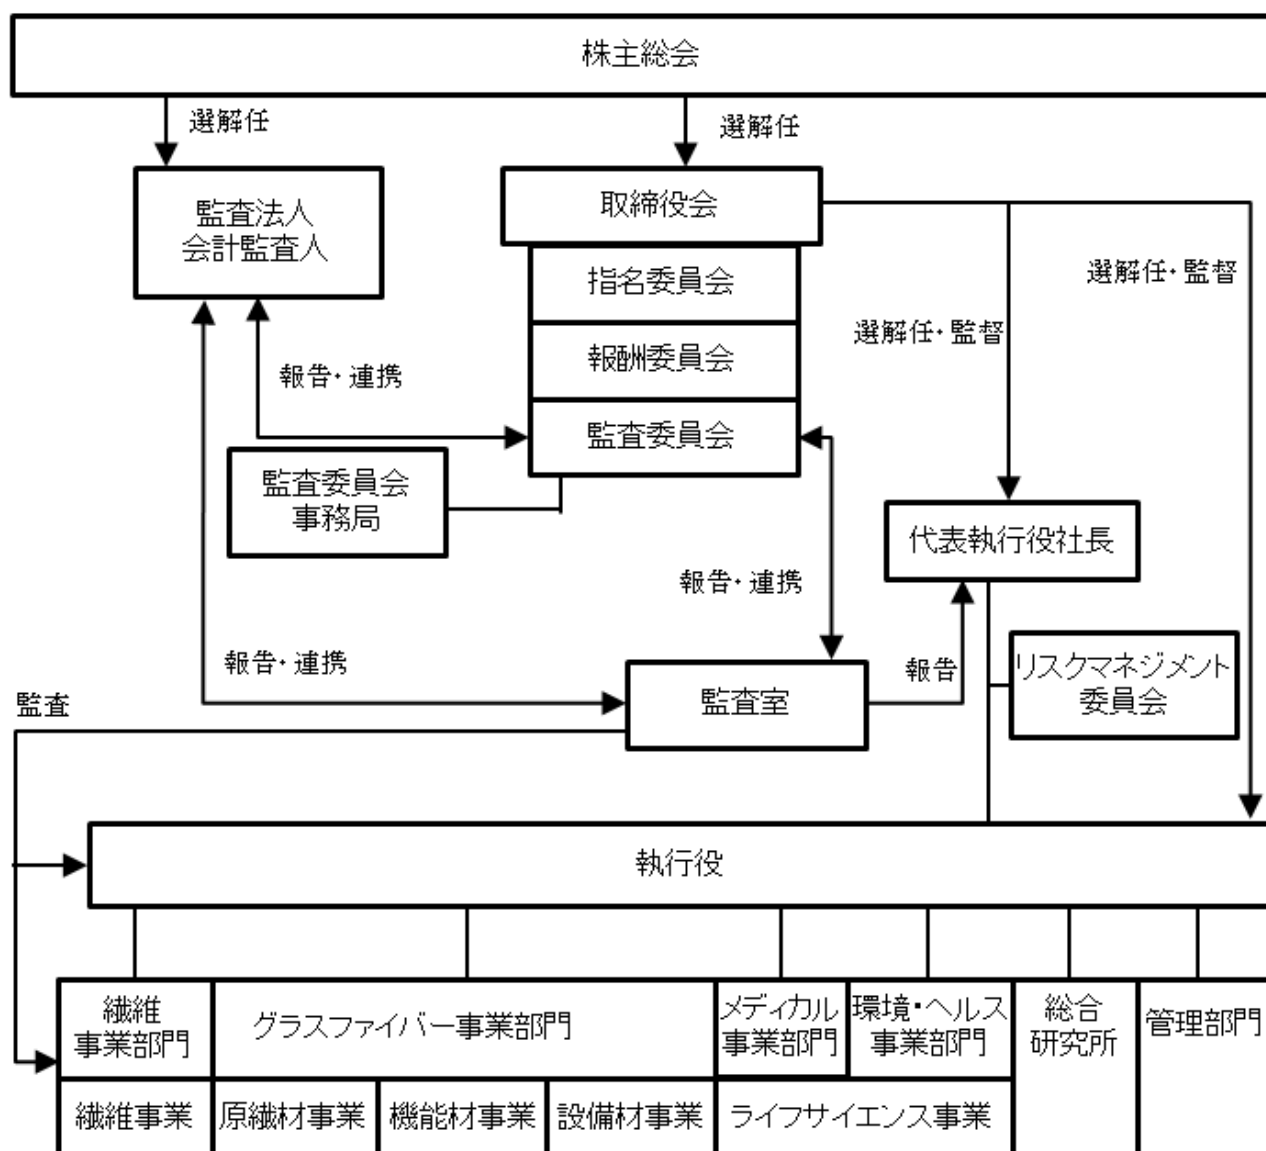 株主総会
選解任
選解任
監査法人
会計監査人
取締役会
指名委員会
報酬委員会
監査委員会
選解任・監督
選解任・監督
報告・連携
監査委員会
事務局
代表執行役社長
報告・連携
報告・連携
報告
リスクマネジメント
委員会
監査室
監査
執行役
繊維
事業部門
グラスファイバー事業部門
メディカル
事業部門
環境・ヘルス
事業部門
総合
研究所
管理部門
繊維事業
原繊材事業
機能材事業
設備材事業
ライフサイエンス事業